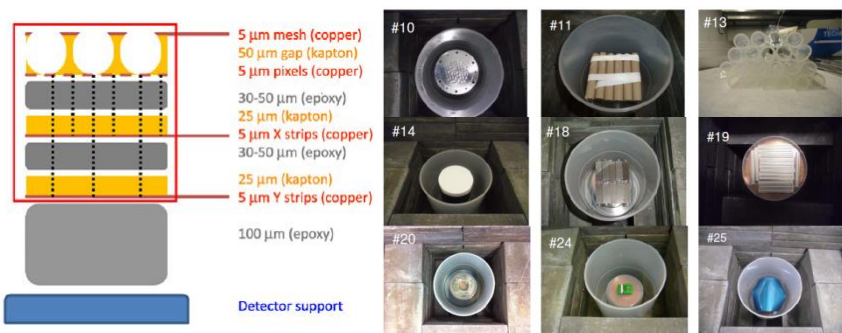 5 µm mesh (copper)
50 µm gap (kapton)
5 µm pixels (copper)
30-50 µm (epoxy)
25 µm (kapton)
5 µm X strips (copper)
30-50 µm (epoxy)
25 µm (kapton)
5 µm Y strips (copper)
100 µm (epoxy)
Detector support
#10
#11
#13
TECH
#14
#18
#19
#20
#24
#25